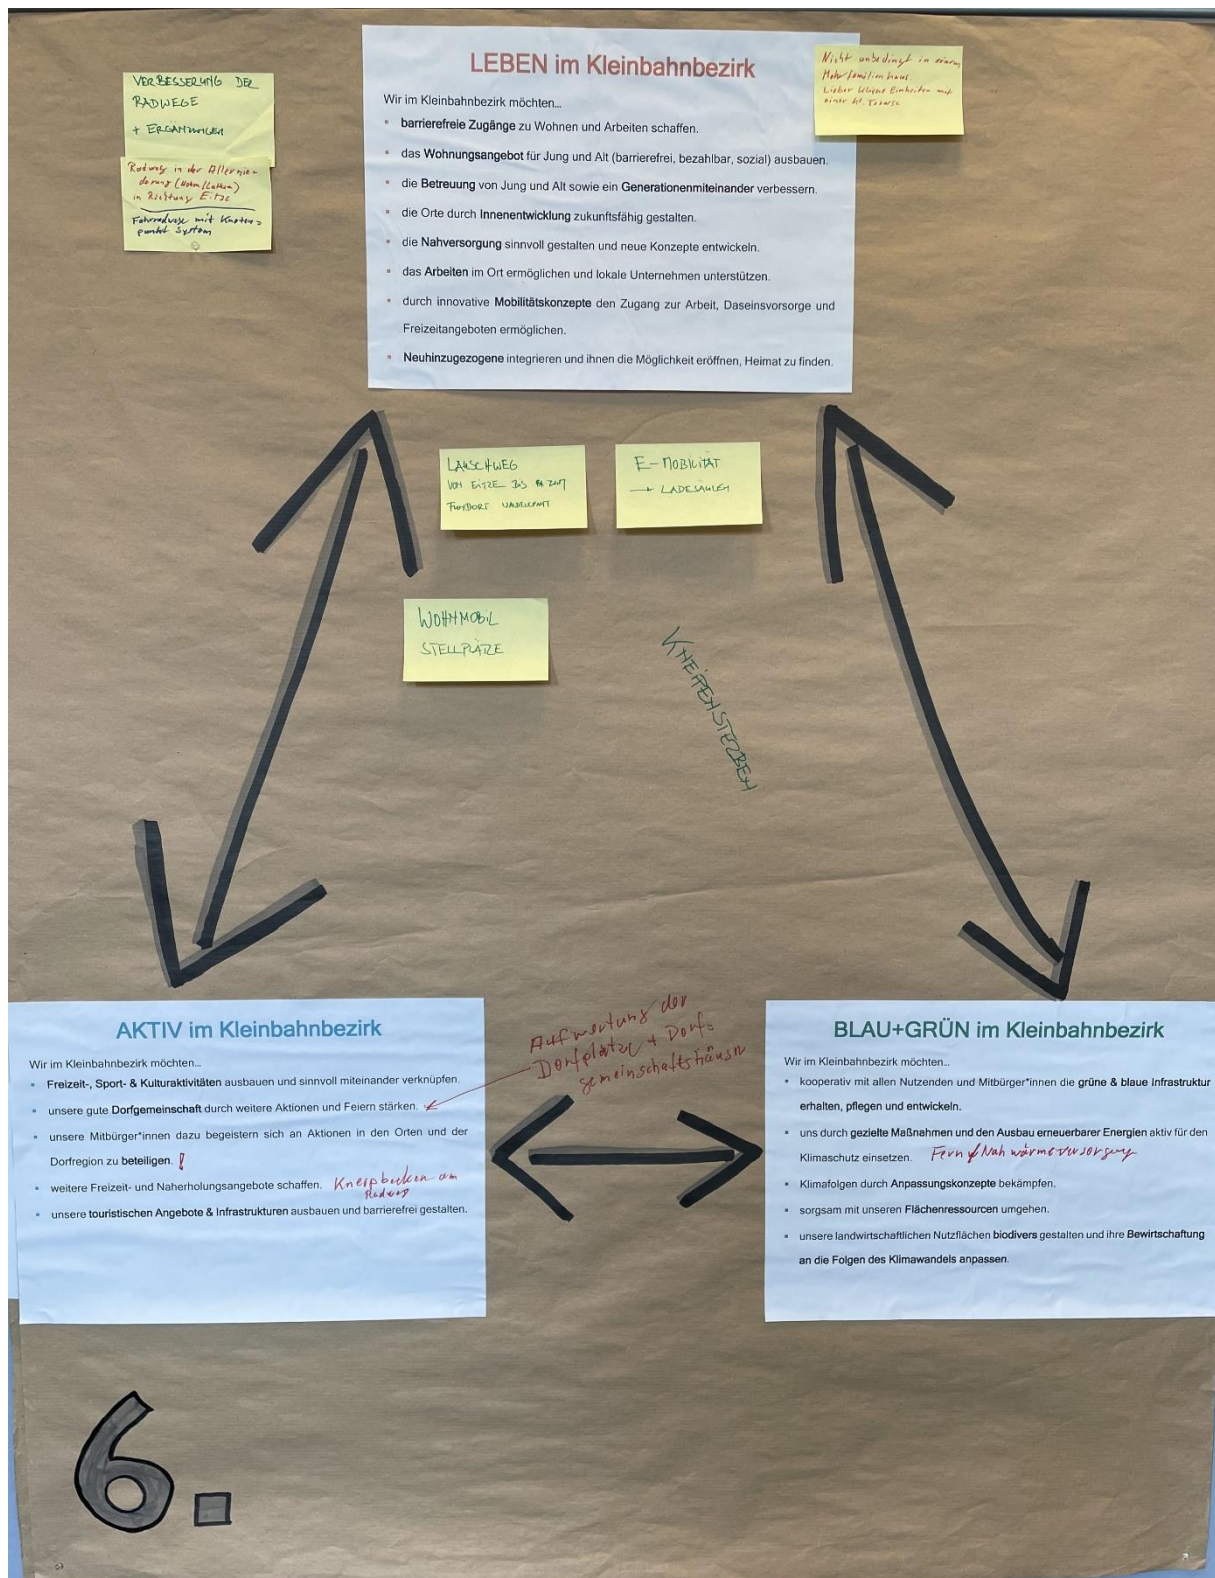 VERBESSERUNG DER
RADWEGE
+ ERGÄNZUNGEN
Radweg in der Allernie-
derung (Hohn/Luttum)
in Richtung Eitze
Fahrradwege mit Knoten=
punkt System
LEBEN im Kleinbahnbezirk
Wir im Kleinbahnbezirk möchten...
barrierefreie Zugänge zu Wohnen und Arbeiten schaffen.
das Wohnungsangebot für Jung und Alt (barrierefrei, bezahlbar, sozial) ausbauen.
die Betreuung von Jung und Alt sowie ein Generationenmiteinander verbessern.
die Orte durch Innenentwicklung zukunftsfähig gestalten.
die Nahversorgung sinnvoll gestalten und neue Konzepte entwickeln.
das Arbeiten im Ort ermöglichen und lokale Unternehmen unterstützen.
durch innovative Mobilitätskonzepte den Zugang zur Arbeit, Daseinsvorsorge und
Freizeitangeboten ermöglichen.
Neuhinzugezogene integrieren und ihnen die Möglichkeit eröffnen, Heimat zu finden.
Nicht unbedingt in einem
Mehrfamilienhaus
Lieber kleine Einheiten mit
einer kl. Terasse
LAUSCHWEG
VON EITZE BIS ZUM
FUNDORT WALDELEFANT
E-MOBILITÄT
→ LADESÄULEN
WOHNMOBIL
STELLPLÄTZE
KNEIPENSTERBEN
Aufwertung der
Dorfplätze + Dorf=
gemeinschaftshäuser
AKTIV im Kleinbahnbezirk
Wir im Kleinbahnbezirk möchten...
Freizeit-, Sport- & Kulturaktivitäten ausbauen und sinnvoll miteinander verknüpfen.
unsere gute Dorfgemeinschaft durch weitere Aktionen und Feiern stärken.
unsere Mitbürger*innen dazu begeistern sich an Aktionen in den Orten und der
Dorfregion zu beteiligen. !
weitere Freizeit- und Naherholungsangebote schaffen. Kneipbecken am
Radweg
unsere touristischen Angebote & Infrastrukturen ausbauen und barrierefrei gestalten.
BLAU+GRÜN im Kleinbahnbezirk
Wir im Kleinbahnbezirk möchten...
kooperativ mit allen Nutzenden und Mitbürger*innen die grüne & blaue Infrastruktur
erhalten, pflegen und entwickeln.
uns durch gezielte Maßnahmen und den Ausbau erneuerbarer Energien aktiv für den
Klimaschutz einsetzen. Fern/Nahwärmeversorgung
Klimafolgen durch Anpassungskonzepte bekämpfen.
sorgsam mit unseren Flächenressourcen umgehen.
unsere landwirtschaftlichen Nutzflächen biodivers gestalten und ihre Bewirtschaftung
an die Folgen des Klimawandels anpassen.
6.